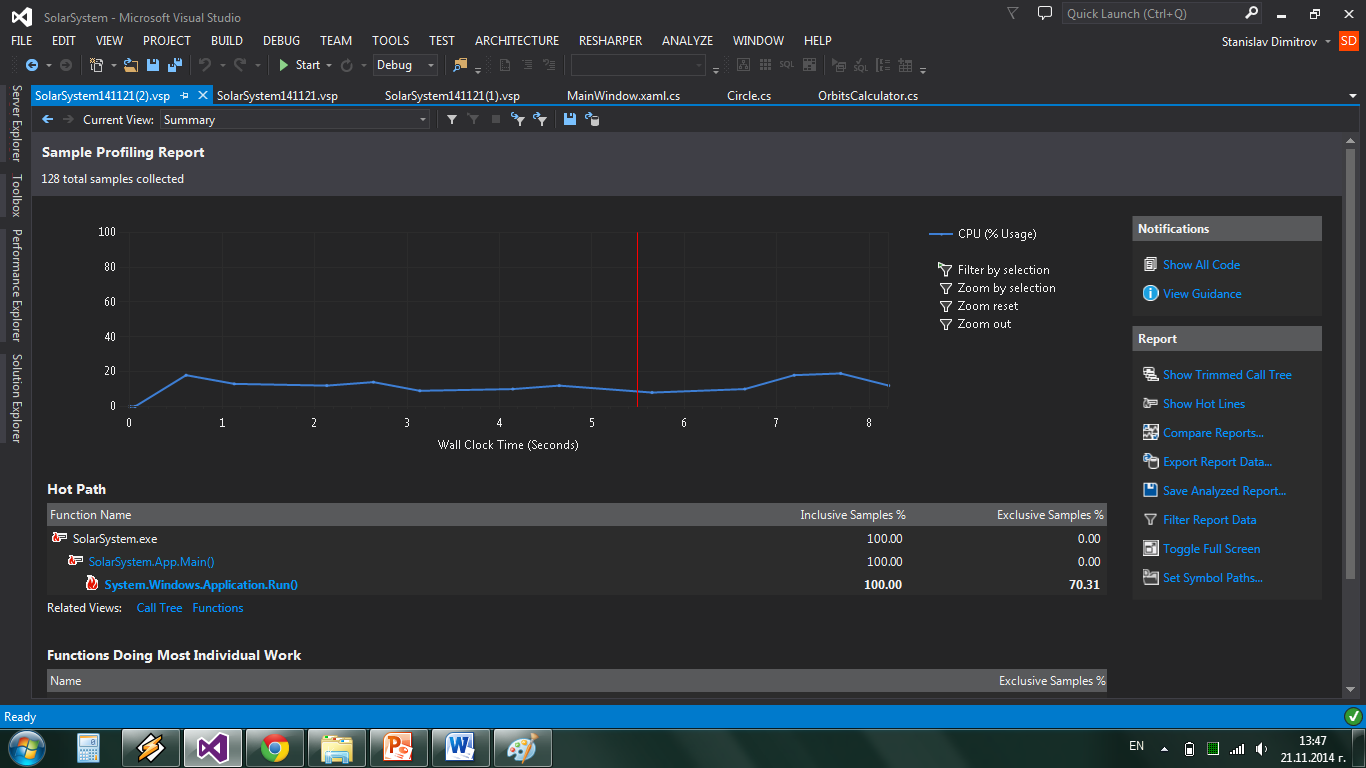 SolarSystem - Microsoft Visual Studio
Quick Launch (Ctrl+Q)
FILE EDIT VIEW PROJECT BUILD DEBUG TEAM TOOLS TEST ARCHITECTURE RESHARPER ANALYZE WINDOW HELP
Stanislav Dimitrov SD
Start Debug
SQL SQL
SolarSystem141121(2).vsp SolarSystem141121.vsp SolarSystem141121(1).vsp MainWindow.xaml.cs Circle.cs OrbitsCalculator.cs
Server Explorer
Toolbox
Performance Explorer
Solution Explorer
Current View: Summary
Sample Profiling Report
128 total samples collected
100
80
60
40
20
0
0 1 2 3 4 5 6 7 8
Wall Clock Time (Seconds)
CPU (% Usage)
Filter by selection
Zoom by selection
Zoom reset
Zoom out
Notifications
Show All Code
View Guidance
Report
Show Trimmed Call Tree
Show Hot Lines
Compare Reports...
Export Report Data...
Save Analyzed Report...
Filter Report Data
Toggle Full Screen
Set Symbol Paths...
Hot Path
Function Name Inclusive Samples % Exclusive Samples %
SolarSystem.exe 100.00 0.00
SolarSystem.App.Main() 100.00 0.00
System.Windows.Application.Run() 100.00 70.31
Related Views: Call Tree Functions
Functions Doing Most Individual Work
Name Exclusive Samples %
Ready
EN
13:47
21.11.2014 г.